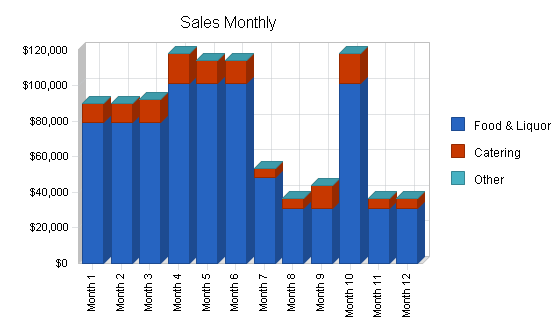 Sales Monthly
$120,000
$100,000
$80,000
$60,000
$40,000
$20,000
$0
Month 1
Month 2
Month 3
Month 4
Month 5
Month 6
Month 7
Month 8
Month 9
Month 10
Month 11
Month 12
Food & Liquor
Catering
Other